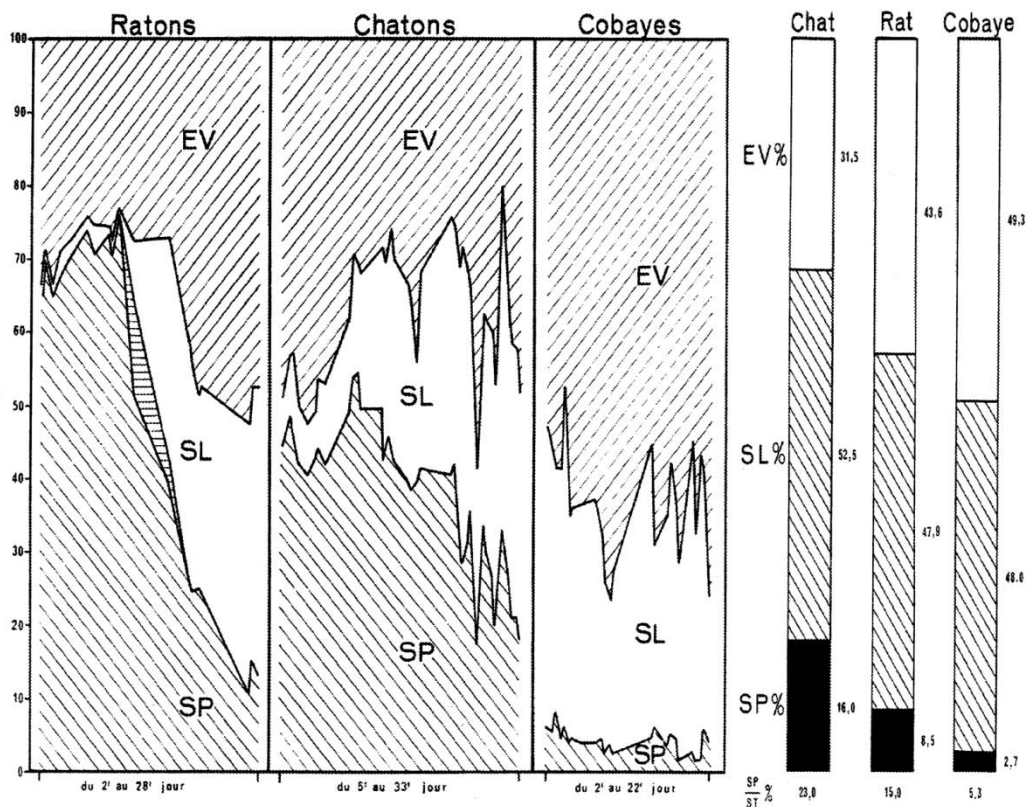 Ratons Chatons Cobayes Chat Rat Cobaye
100
90
80
70
60
50
40
30
20
10
0
EV EV EV
SL SL SL
SP SP SP
EV% 31,5 43,6 49,3
SL% 52,5 47,9 48,0
SP% 16,0 8,5 2,7
du 2ᵉ au 28ᵉ jour du 5ᵉ au 33ᵉ jour du 2ᵉ au 22ᵉ jour
SP
ST % 23,0 15,0 5,3